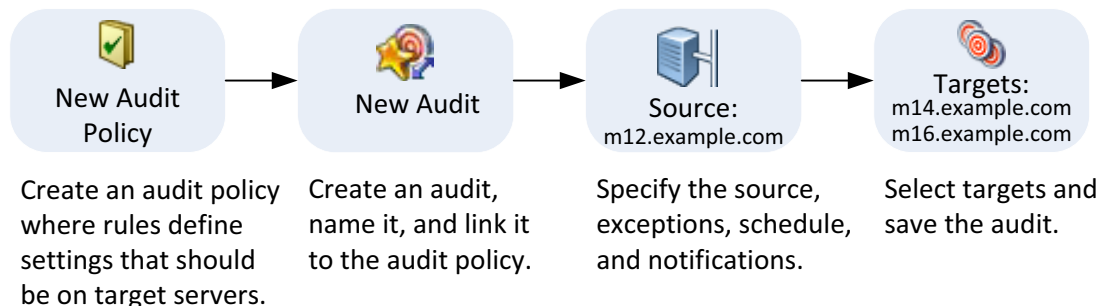 New Audit
Policy
New Audit
Source:
m12.example.com
Targets:
m14.example.com
m16.example.com
Create an audit policy
where rules define
settings that should
be on target servers.
Create an audit,
name it, and link it
to the audit policy.
Specify the source,
exceptions, schedule,
and notifications.
Select targets and
save the audit.